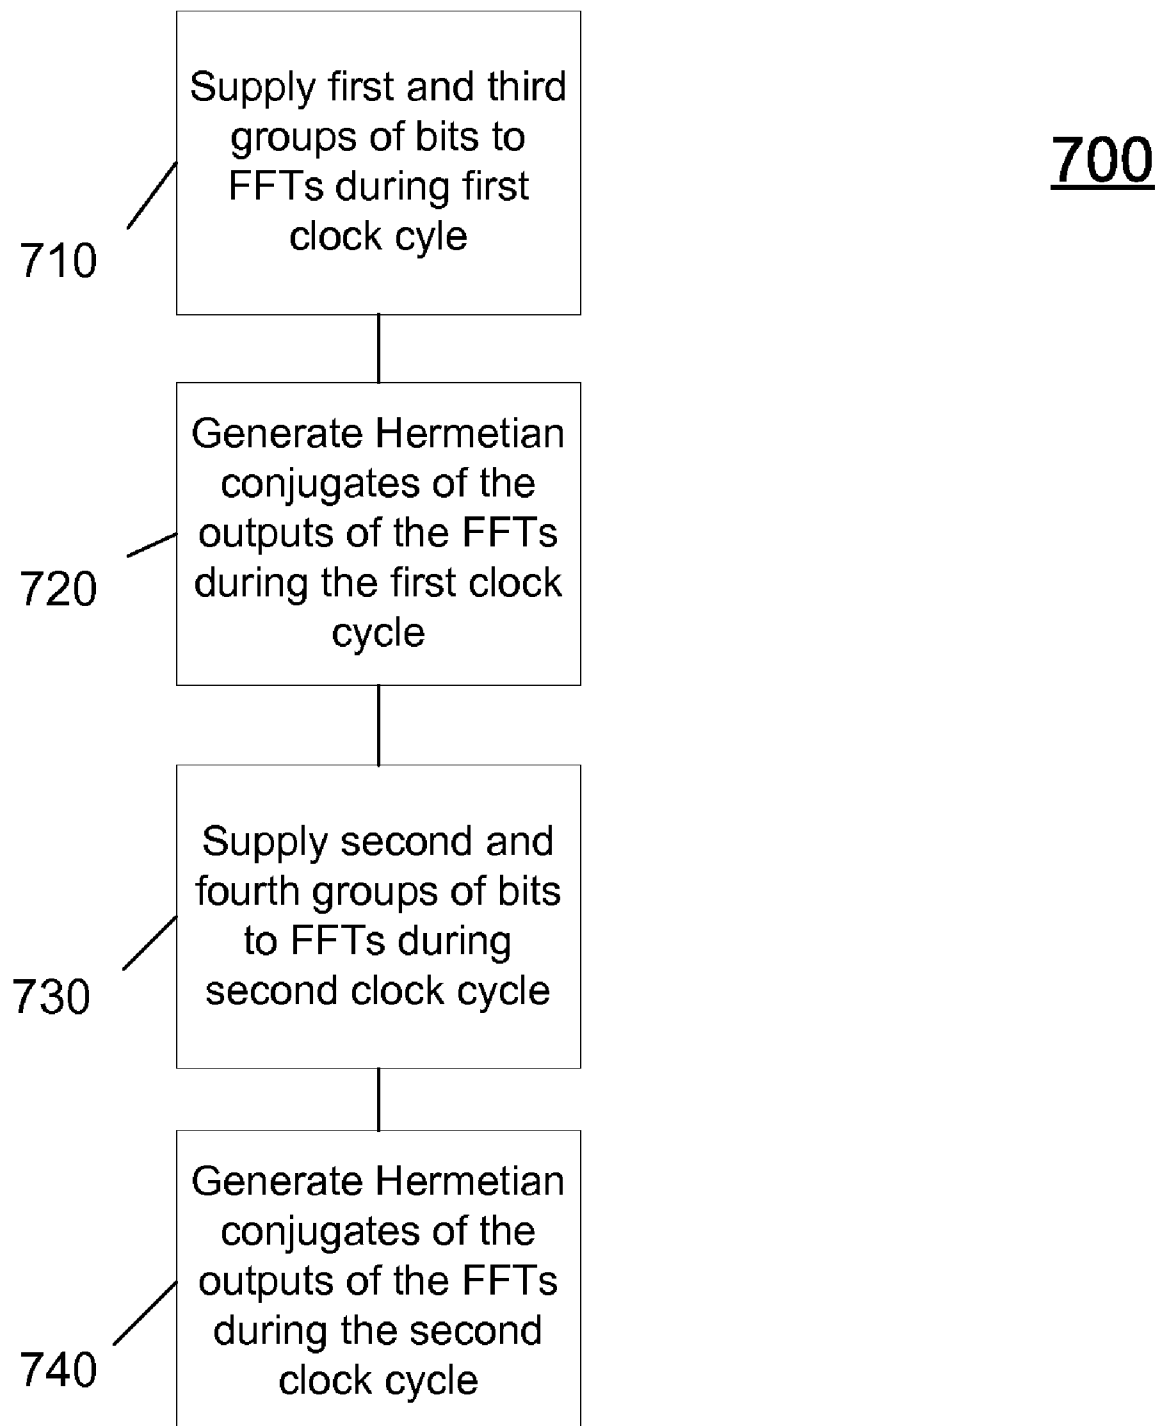 Supply first and third
groups of bits to
FFTs during first
clock cyle
700
710
Generate Hermetian
conjugates of the
outputs of the FFTs
during the first clock
cycle
720
Supply second and
fourth groups of bits
to FFTs during
second clock cycle
730
Generate Hermetian
conjugates of the
outputs of the FFTs
during the second
clock cycle
740